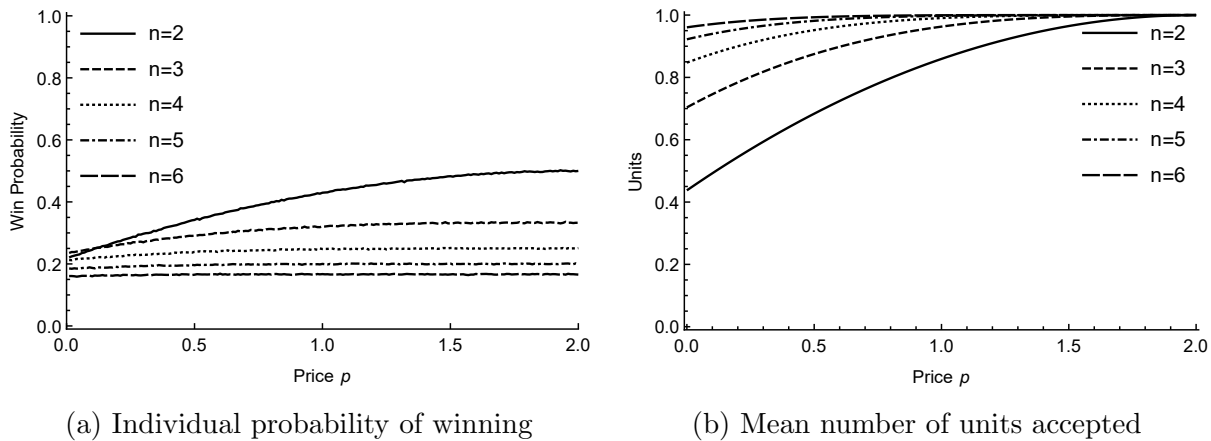 1.0
n=2
0.8
n=3
0.6
n=4
n=5
0.4
n=6
0.2
0.0
0.0 0.5 1.0 1.5 2.0
Win Probability
Price p
(a) Individual probability of winning
1.0
n=2
0.8
n=3
0.6
n=4
n=5
0.4
n=6
0.2
0.0
0.0 0.5 1.0 1.5 2.0
Units
Price p
(b) Mean number of units accepted